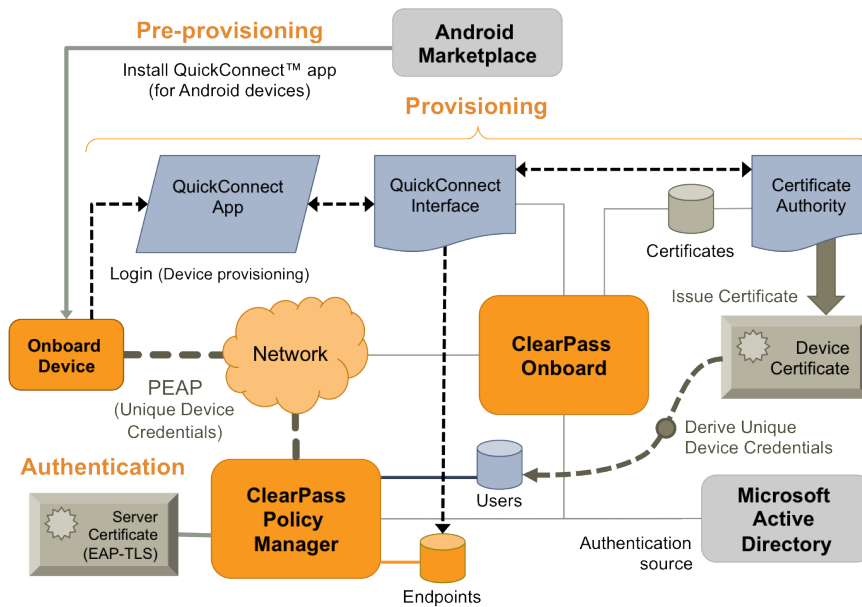 Pre-provisioning
Android
Marketplace
Install QuickConnect™ app
(for Android devices)
Provisioning
QuickConnect
App
QuickConnect
Interface
Certificate
Authority
Certificates
Login (Device provisioning)
Issue Certificate
Onboard
Device
Network
ClearPass
Onboard
Device
Certificate
PEAP
(Unique Device
Credentials)
Derive Unique
Device Credentials
Authentication
Server
Certificate
(EAP-TLS)
ClearPass
Policy
Manager
Users
Microsoft
Active
Directory
Authentication
source
Endpoints